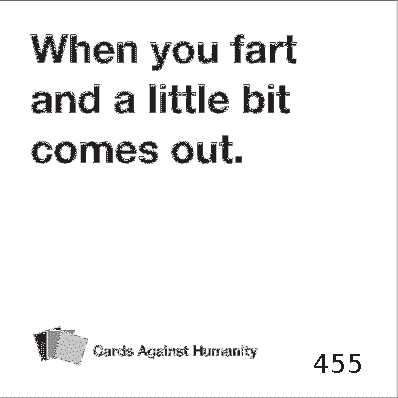 When you fart
and a little bit
comes out.
Cards Against Humanity
455